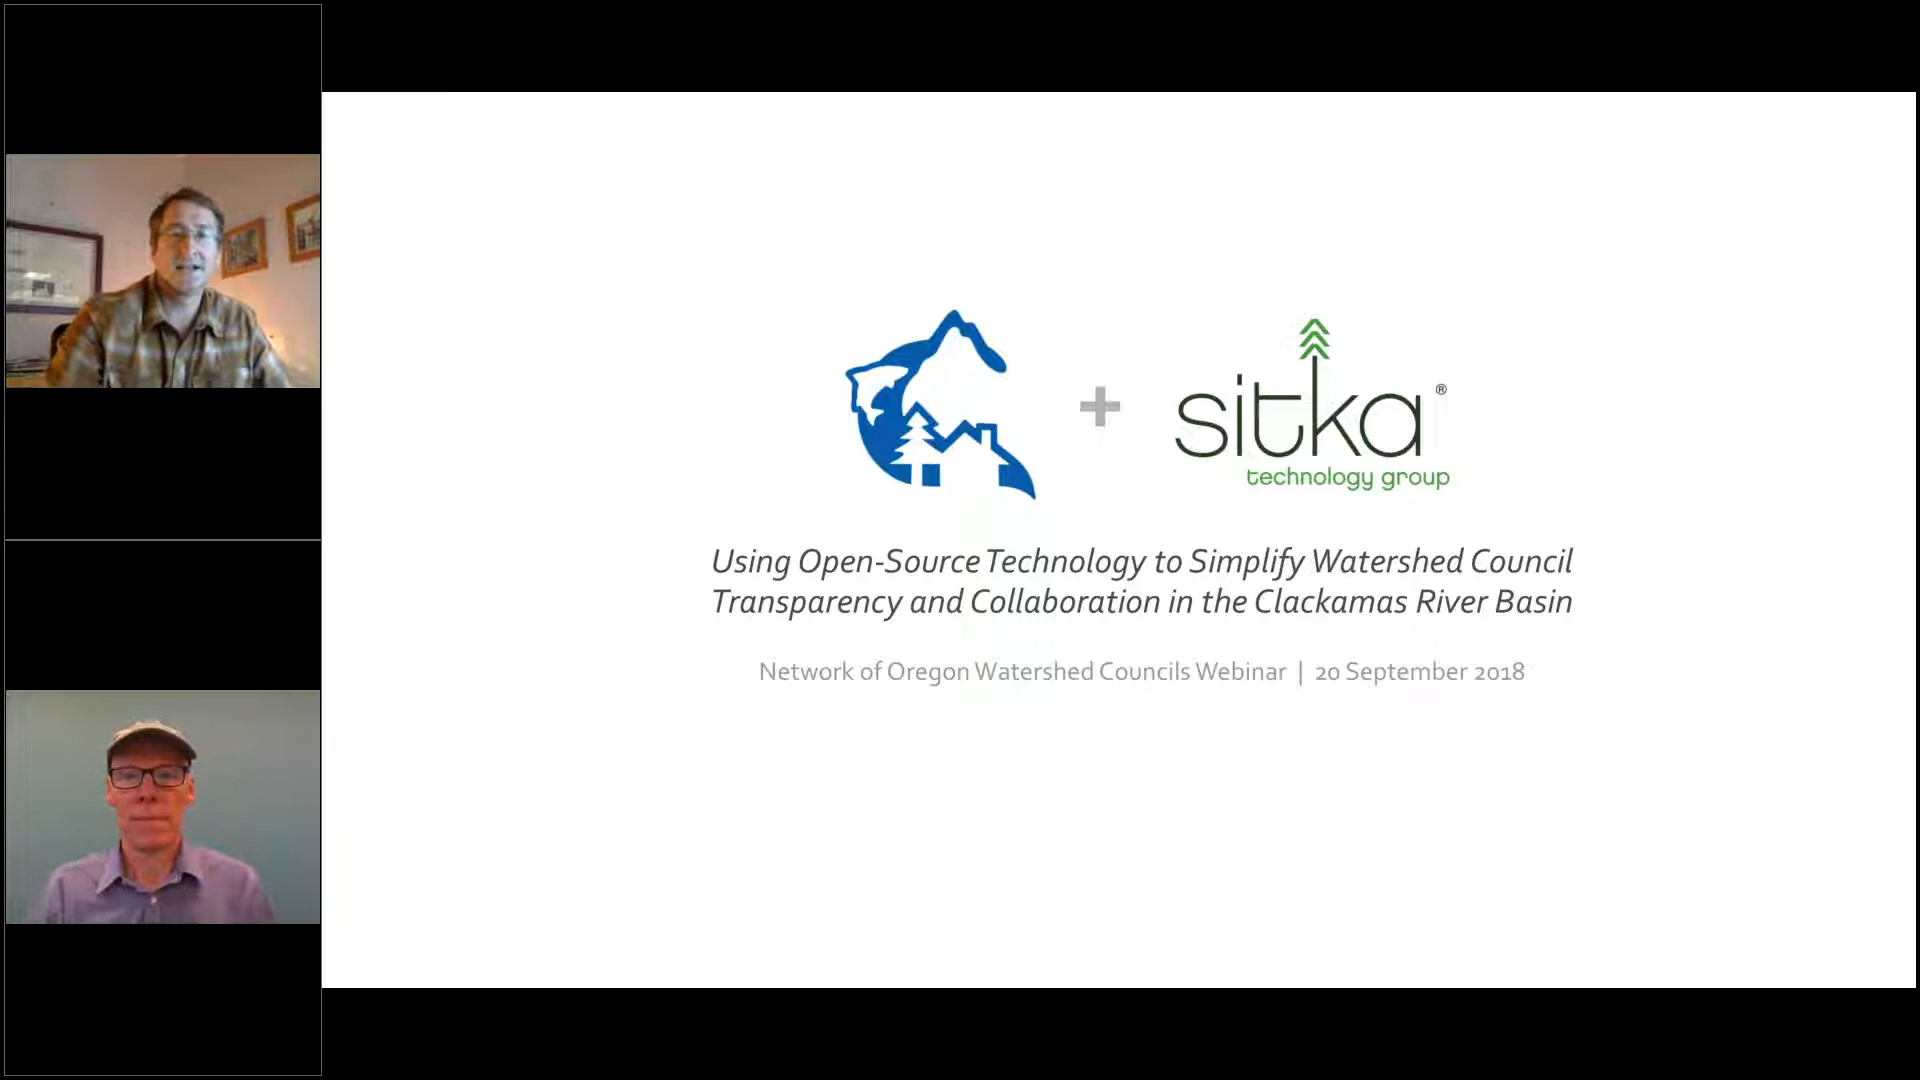 sitka®
technology group
Using Open-Source Technology to Simplify Watershed Council
Transparency and Collaboration in the Clackamas River Basin
Network of Oregon Watershed Councils Webinar | 20 September 2018